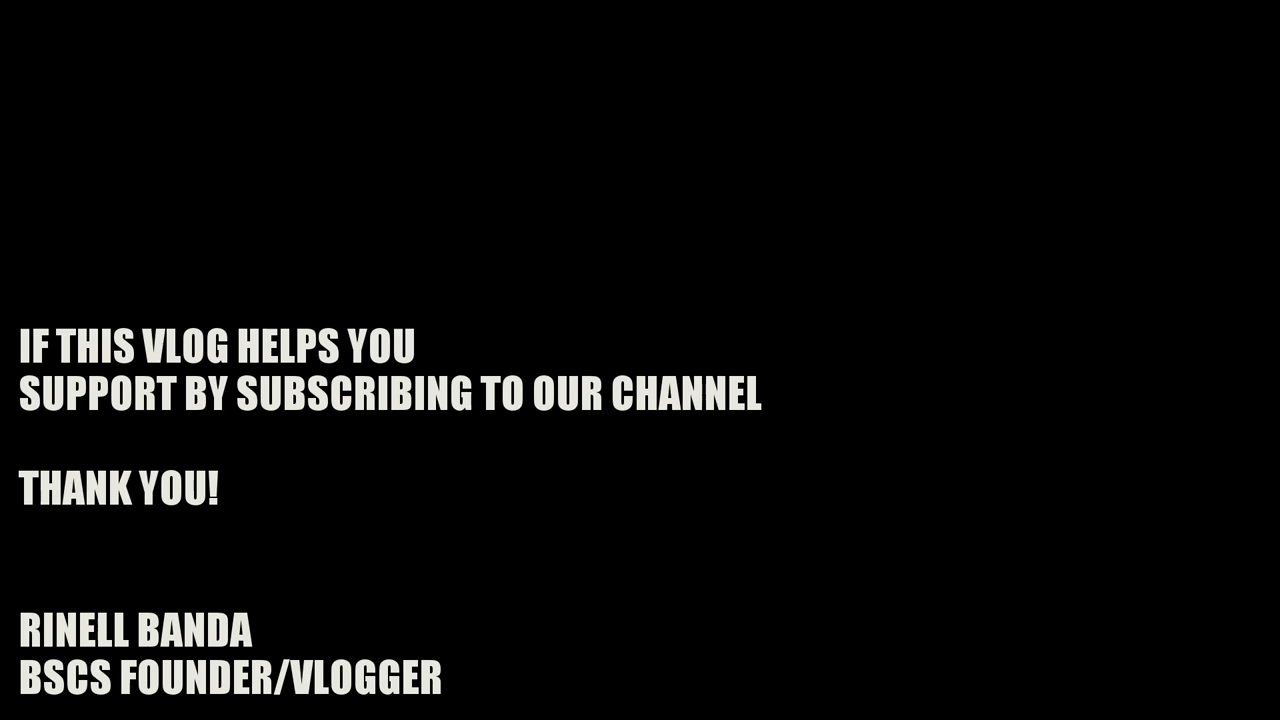 IF THIS VLOG HELPS YOU
SUPPORT BY SUBSCRIBING TO OUR CHANNEL
THANK YOU!
RINELL BANDA
BSCS FOUNDER/VLOGGER